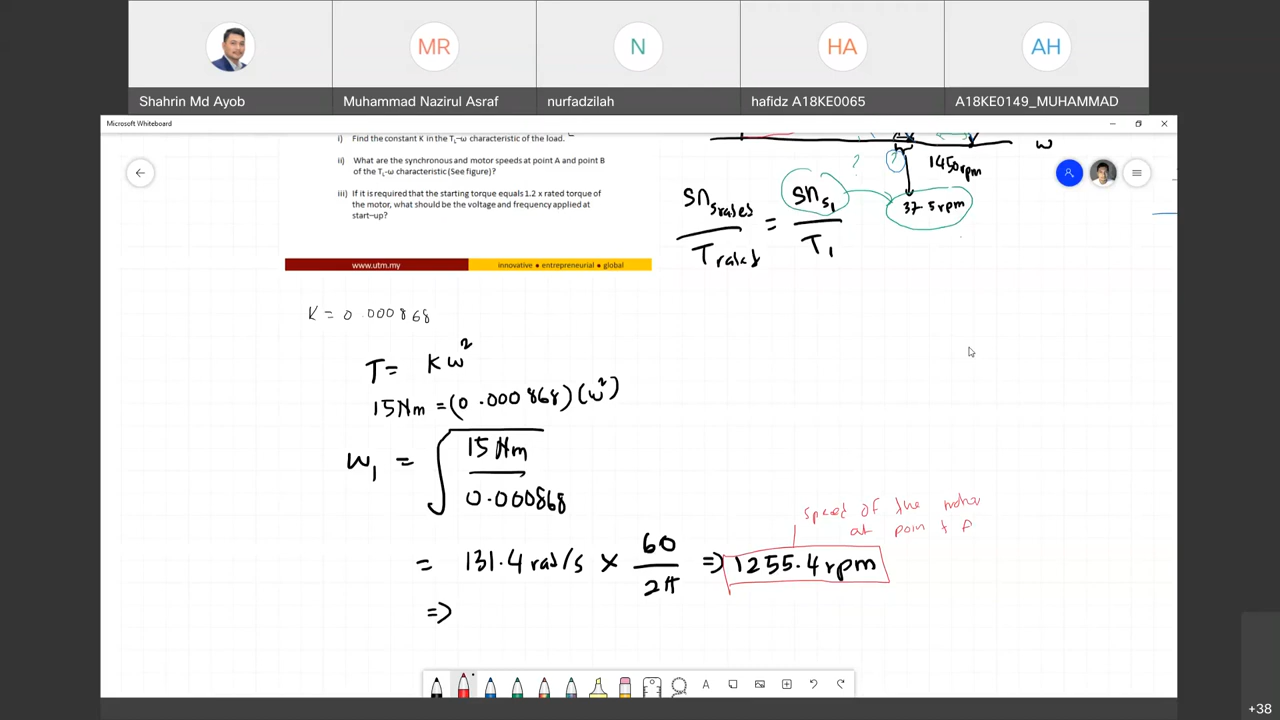 MR
N
HA
AH
Shahrin Md Ayob
Muhammad Nazirul Asraf
nurfadzilah
hafidz A18KE0065
A18KE0149_MUHAMMAD
Microsoft Whiteboard
i) Find the constant K in the TL–ω characteristic of the load.
ii) What are the synchronous and motor speeds at point A and point B
of the TL-ω characteristic (See figure)?
iii) If it is required that the starting torque equals 1.2 x rated torque of
the motor, what should be the voltage and frequency applied at
start–up?
www.utm.my
innovative ● entrepreneurial ● global
ω
?
?
1450rpm
37.5rpm
snsrated / Trated = sns1 / T1
K = 0.000868
T = Kω²
15Nm = (0.000868)(ω²)
ω1 = √(15Nm / 0.000868)
= 131.4 rad/s × 60/2π ⇒ 1255.4rpm
speed of the motor
at point A
⇒
A
+38